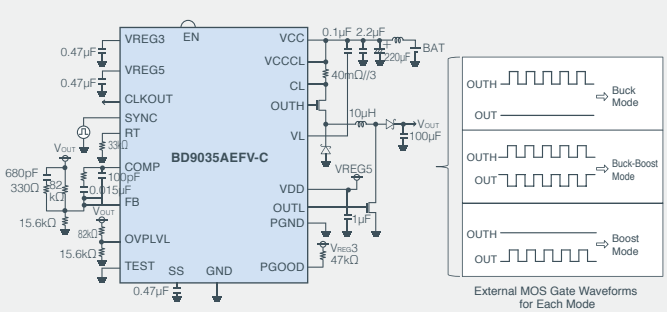 VREG3
EN
VCC
0.1µF 2.2µF
BAT
220µF
0.47µF
VREG5
VCCCL
0.47µF
CL
40mΩ//3
CLKOUT
OUTH
SYNC
10µH
VOUT
RT
33kΩ
VL
100µF
BD9035AEFV-C
VOUT
COMP
VREG5
680pF
100pF
330Ω
82
kΩ
0.015µF
VDD
FB
OUTL
VOUT
1µF
15.6kΩ
82kΩ
PGND
OVPLVL
VREG3
15.6kΩ
47kΩ
TEST
SS
GND
PGOOD
0.47µF
OUTH
Buck
Mode
OUT
OUTH
Buck-Boost
Mode
OUT
OUTH
Boost
Mode
OUT
External MOS Gate Waveforms
for Each Mode